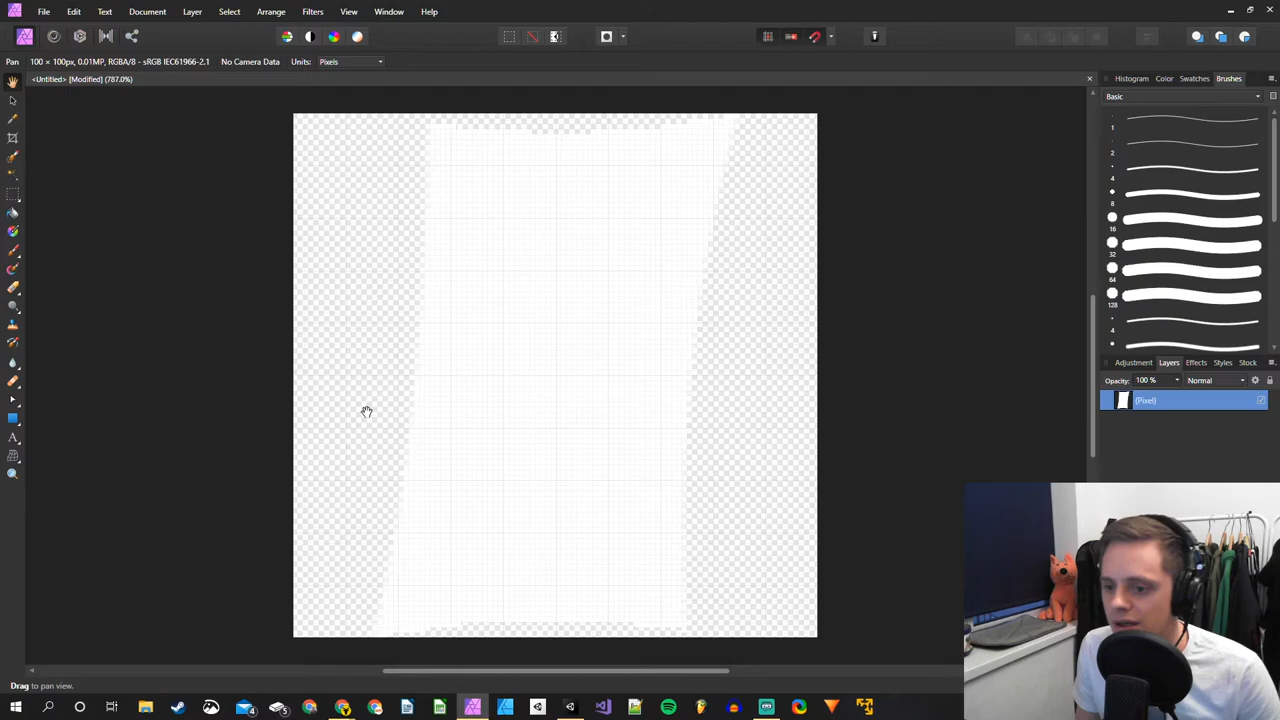 File Edit Text Document Layer Select Arrange Filters View Window Help
Pan 100 × 100px, 0.01MP, RGBA/8 - sRGB IEC61966-2.1 No Camera Data Units: Pixels
<Untitled> [Modified] (787.0%)
Histogram Color Swatches Brushes
Basic
1
2
4
8
16
32
64
128
4
Adjustment Layers Effects Styles Stock
Opacity: 100 % Normal
(Pixel)
Drag to pan view.